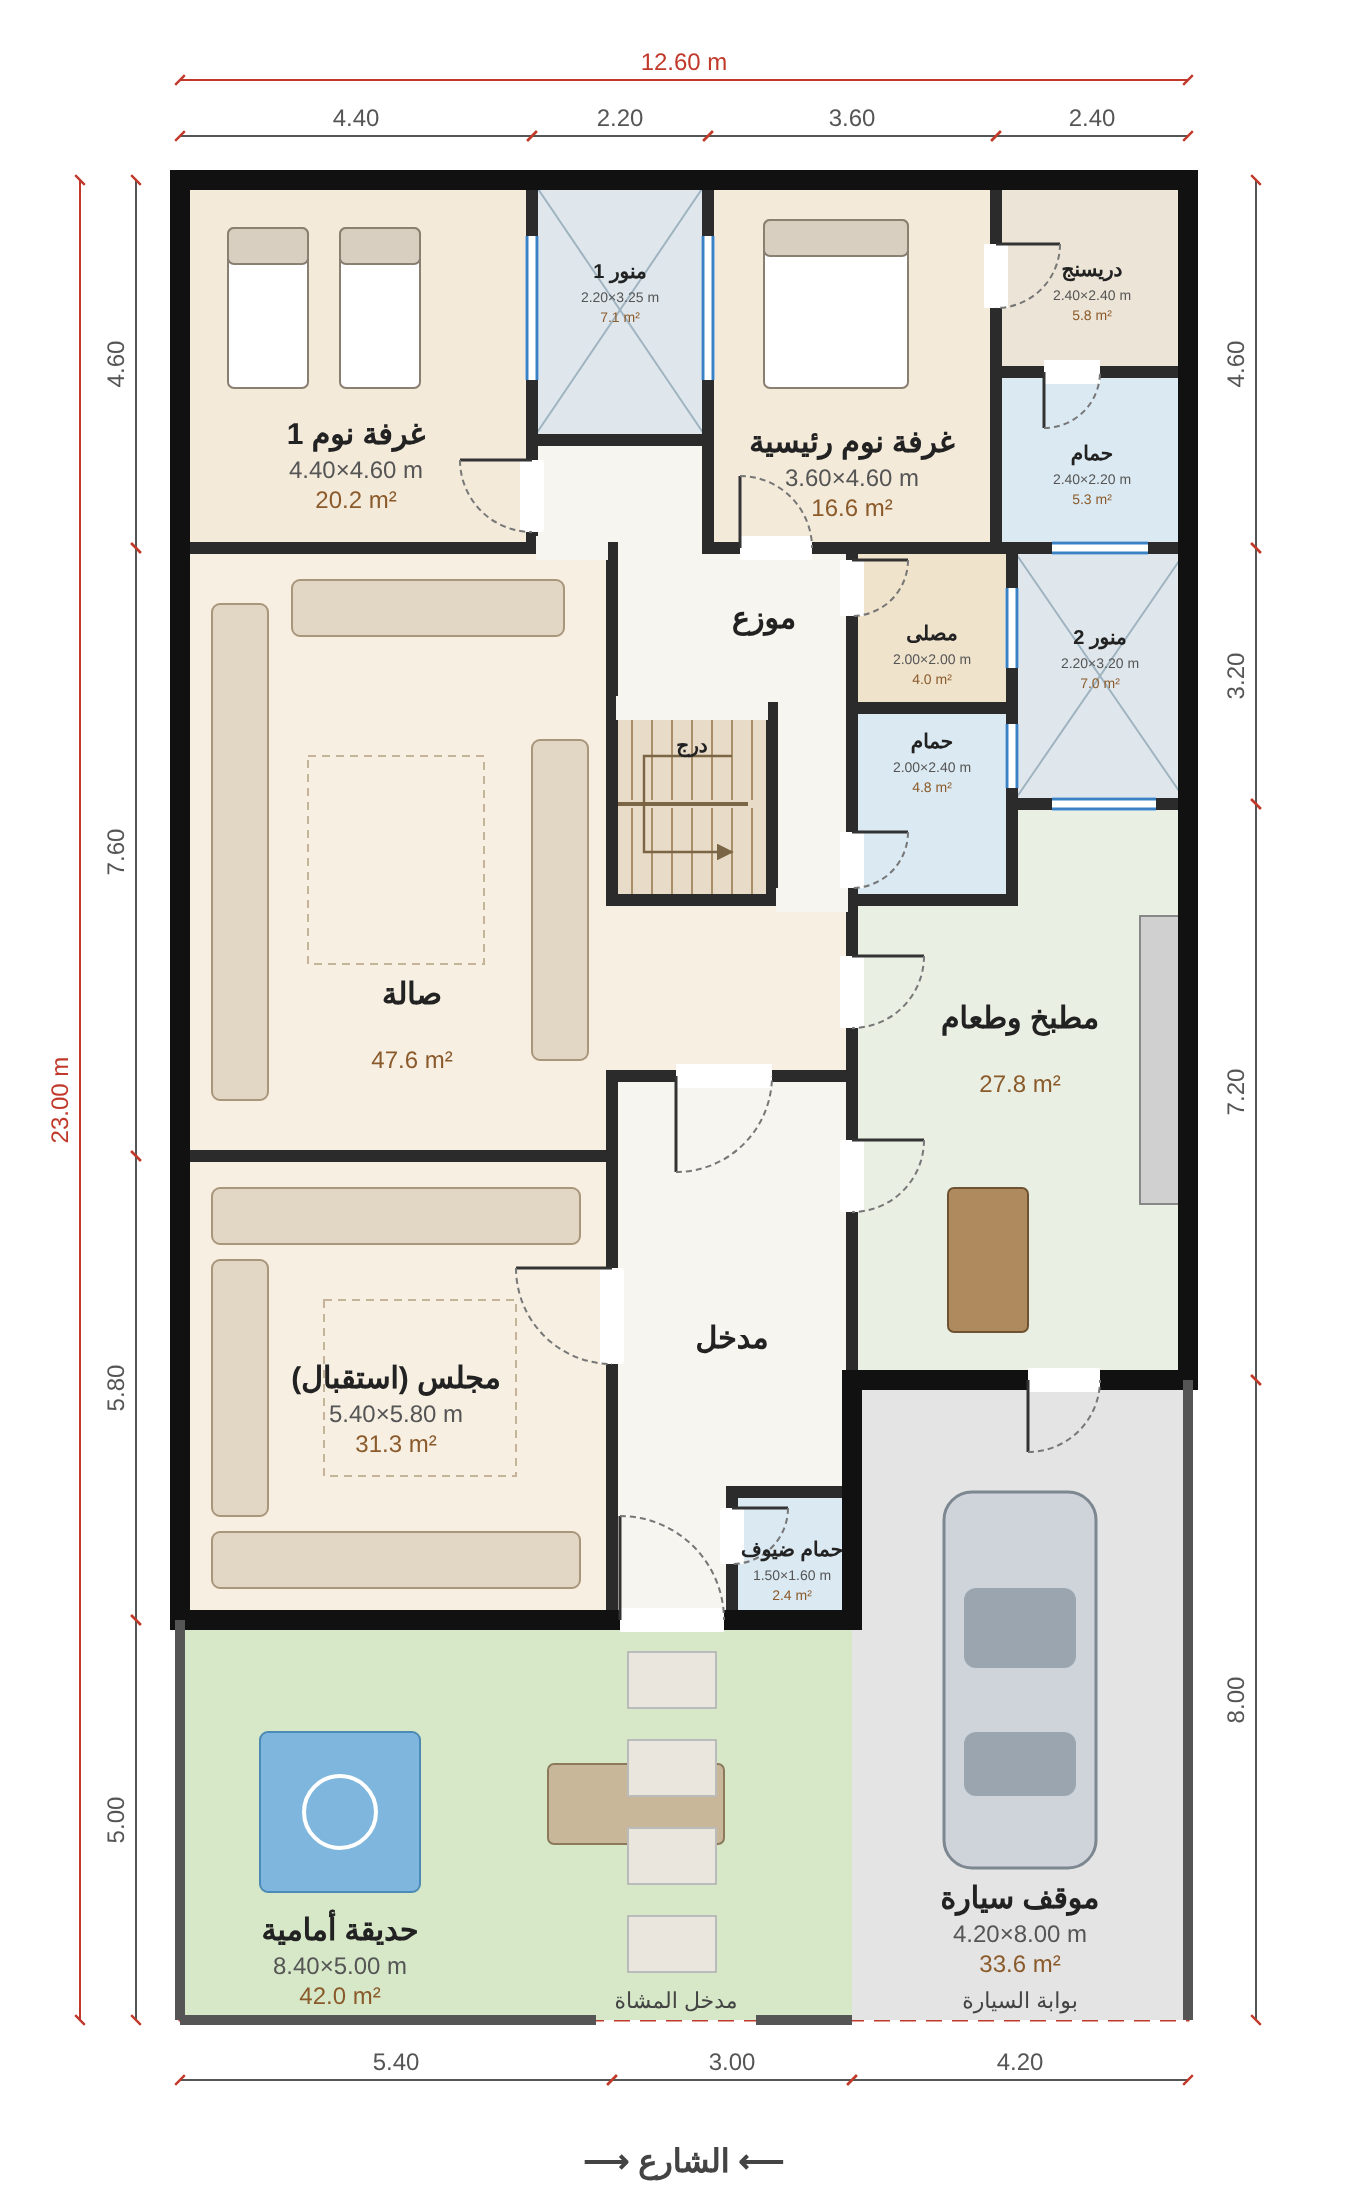 12.60 m
4.40
2.20
3.60
2.40
منور 1
2.20×3.25 m
7.1 m²
دريسنج
2.40×2.40 m
5.8 m²
4.60
4.60
غرفة نوم 1
4.40×4.60 m
20.2 m²
غرفة نوم رئيسية
3.60×4.60 m
16.6 m²
حمام
2.40×2.20 m
5.3 m²
موزع
مصلى
2.00×2.00 m
4.0 m²
منور 2
2.20×3.20 m
7.0 m²
3.20
درج
حمام
2.00×2.40 m
4.8 m²
7.60
صالة
47.6 m²
مطبخ وطعام
27.8 m²
7.20
23.00 m
مدخل
مجلس (استقبال)
5.40×5.80 m
31.3 m²
5.80
حمام ضيوف
1.50×1.60 m
2.4 m²
8.00
5.00
حديقة أمامية
8.40×5.00 m
42.0 m²
موقف سيارة
4.20×8.00 m
33.6 m²
مدخل المشاة
بوابة السيارة
5.40
3.00
4.20
⟵ الشارع ⟶